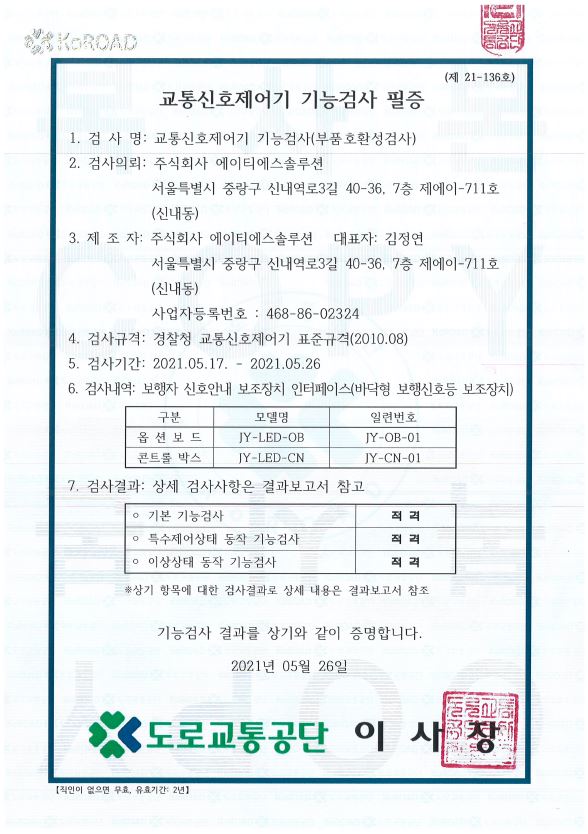 KoROAD
(제 21-136호)
교통신호제어기 기능검사 필증
1. 검 사 명: 교통신호제어기 기능검사(부품호환성검사)
2. 검사의뢰: 주식회사 에이티에스솔루션
서울특별시 중랑구 신내역로3길 40-36, 7층 제에이-711호
(신내동)
3. 제 조 자: 주식회사 에이티에스솔루션 대표자: 김정연
서울특별시 중랑구 신내역로3길 40-36, 7층 제에이-711호
(신내동)
사업자등록번호 : 468-86-02324
4. 검사규격: 경찰청 교통신호제어기 표준규격(2010.08)
5. 검사기간: 2021.05.17. - 2021.05.26
6. 검사내역: 보행자 신호안내 보조장치 인터페이스(바닥형 보행신호등 보조장치)
구분 모델명 일련번호
옵 션 보 드 JY-LED-OB JY-OB-01
콘트롤 박스 JY-LED-CN JY-CN-01
7. 검사결과: 상세 검사사항은 결과보고서 참고
○ 기본 기능검사 적 격
○ 특수제어상태 동작 기능검사 적 격
○ 이상상태 동작 기능검사 적 격
※상기 항목에 대한 검사결과로 상세 내용은 결과보고서 참조
기능검사 결과를 상기와 같이 증명합니다.
2021년 05월 26일
도로교통공단 이 사 장
【직인이 없으면 무효, 유효기간: 2년】
COPY